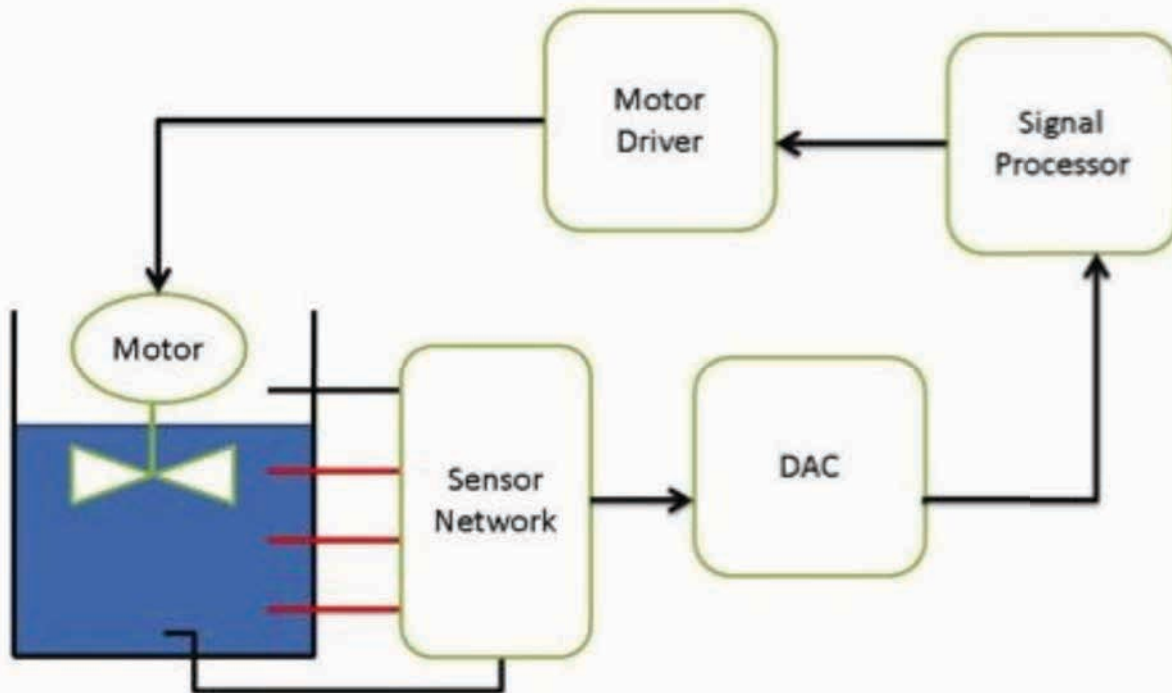 Motor
Driver
Signal
Processor
Motor
Sensor
Network
DAC